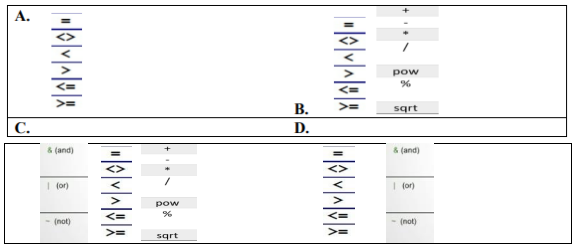 A.
=
<>
<
>
<=
>=
B.
=
<>
<
>
<=
>=
+
-
*
/
pow
%
sqrt
C.
& (and)
| (or)
~ (not)
=
<>
<
>
<=
>=
+
-
*
/
pow
%
sqrt
D.
=
<>
<
>
<=
>=
& (and)
| (or)
~ (not)